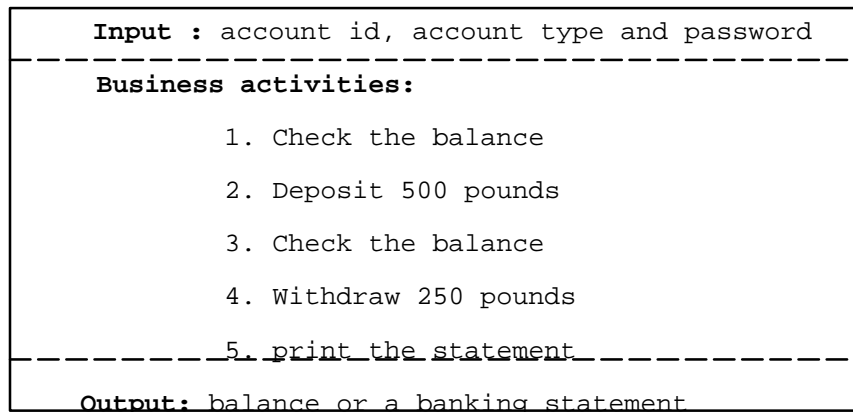 Input : account id, account type and password
Business activities:
1. Check the balance
2. Deposit 500 pounds
3. Check the balance
4. Withdraw 250 pounds
5. print the statement
Output: balance or a banking statement